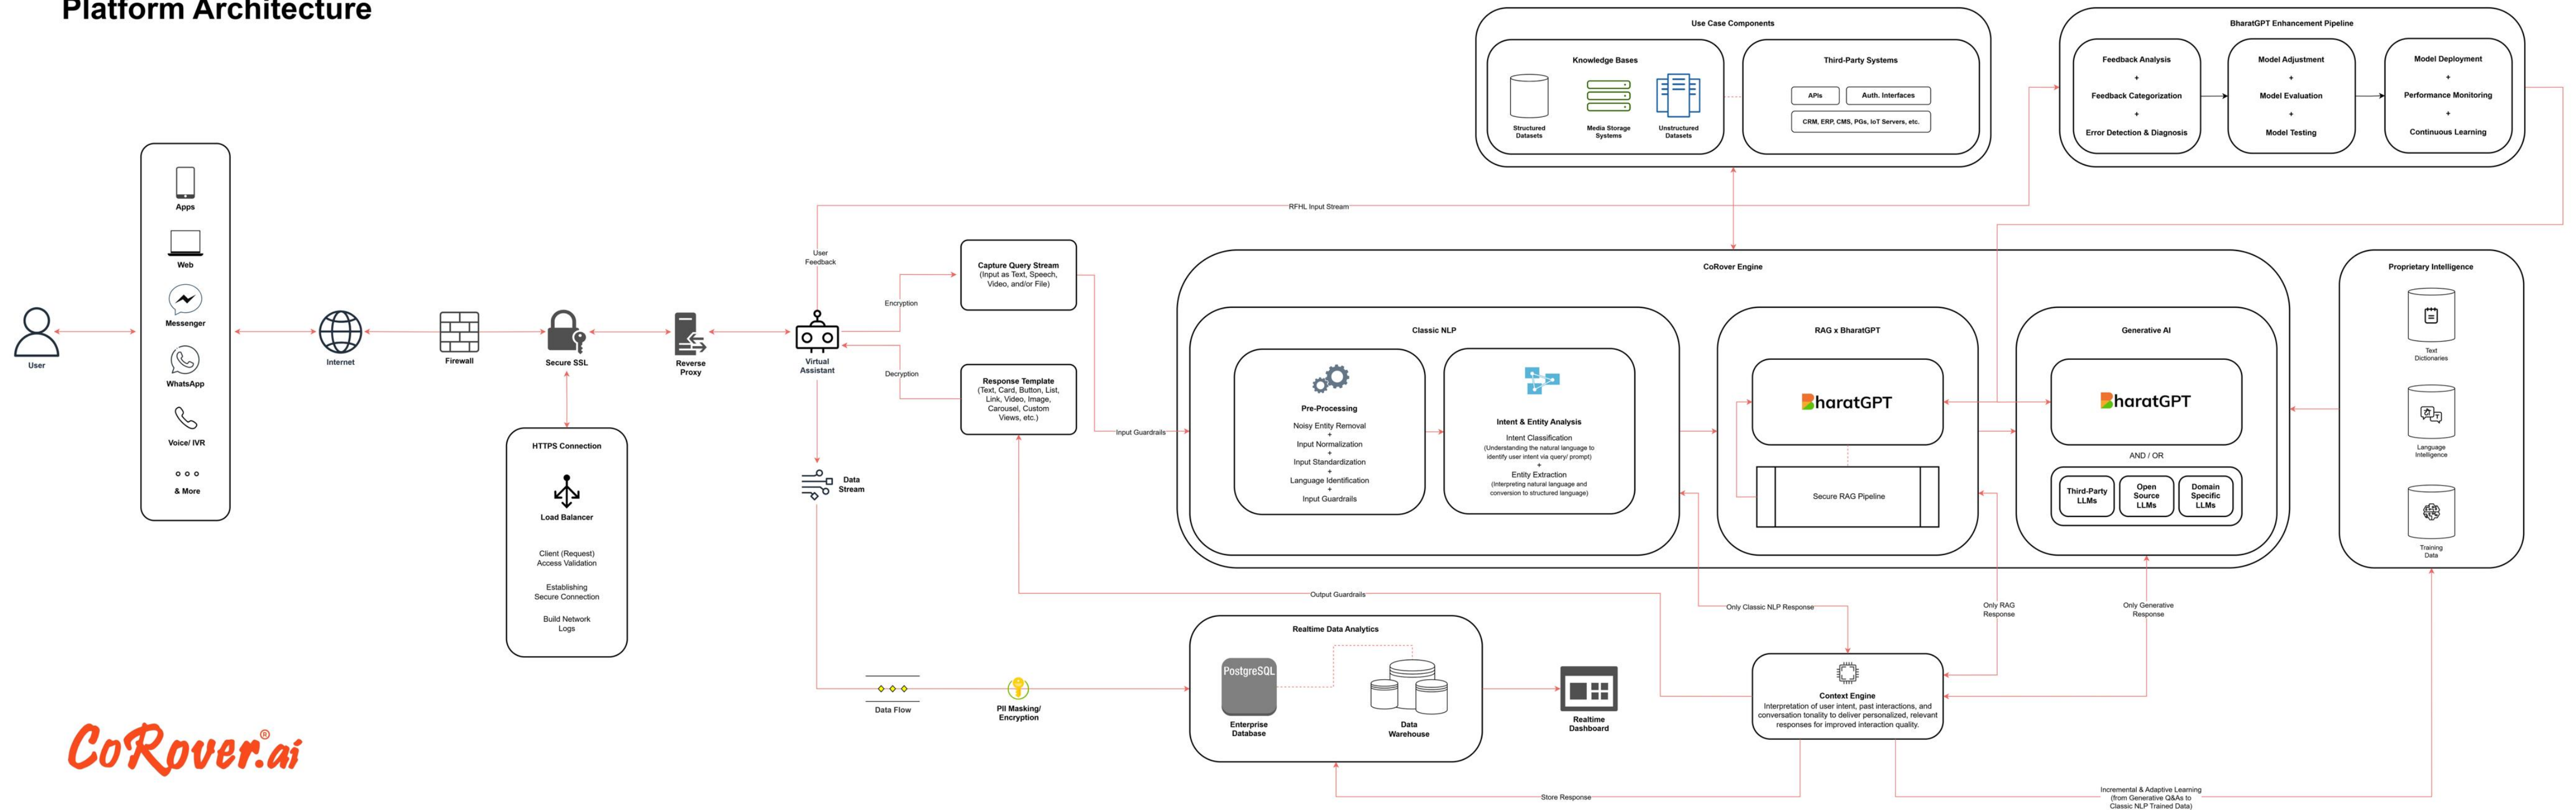 Platform Architecture
User
Apps
Web
Messenger
WhatsApp
Voice/ IVR
& More
Internet
Firewall
Secure SSL
HTTPS Connection
Load Balancer
Client (Request)
Access Validation
Establishing
Secure Connection
Build Network
Logs
Reverse
Proxy
User
Feedback
Virtual
Assistant
Encryption
Decryption
Data
Stream
Capture Query Stream
(Input as Text, Speech,
Video, and/or File)
Response Template
(Text, Card, Button, List,
Link, Video, Image,
Carousel, Custom
Views, etc.)
RFHL Input Stream
Input Guardrails
Use Case Components
Knowledge Bases
Structured
Datasets
Media Storage
Systems
Unstructured
Datasets
Third-Party Systems
APIs
Auth. Interfaces
CRM, ERP, CMS, PGs, IoT Servers, etc.
BharatGPT Enhancement Pipeline
Feedback Analysis
+
Feedback Categorization
+
Error Detection & Diagnosis
Model Adjustment
+
Model Evaluation
+
Model Testing
Model Deployment
+
Performance Monitoring
+
Continuous Learning
CoRover Engine
Classic NLP
Pre-Processing
Noisy Entity Removal
+
Input Normalization
+
Input Standardization
+
Language Identification
+
Input Guardrails
Intent & Entity Analysis
Intent Classification
(Understanding the natural language to
identify user intent via query/ prompt)
+
Entity Extraction
(Interpreting natural language and
conversion to structured language)
RAG x BharatGPT
BharatGPT
Secure RAG Pipeline
Generative AI
BharatGPT
AND / OR
Third-Party
LLMs
Open
Source
LLMs
Domain
Specific
LLMs
Proprietary Intelligence
Text
Dictionaries
Language
Intelligence
Training
Data
Output Guardrails
Only Classic NLP Response
Only RAG
Response
Only Generative
Response
Data Flow
PII Masking/
Encryption
Realtime Data Analytics
PostgreSQL
Enterprise
Database
Data
Warehouse
Realtime
Dashboard
Context Engine
Interpretation of user intent, past interactions, and
conversation tonality to deliver personalized, relevant
responses for improved interaction quality.
Store Response
Incremental & Adaptive Learning
(from Generative Q&As to
Classic NLP Trained Data)
CoRover®.ai